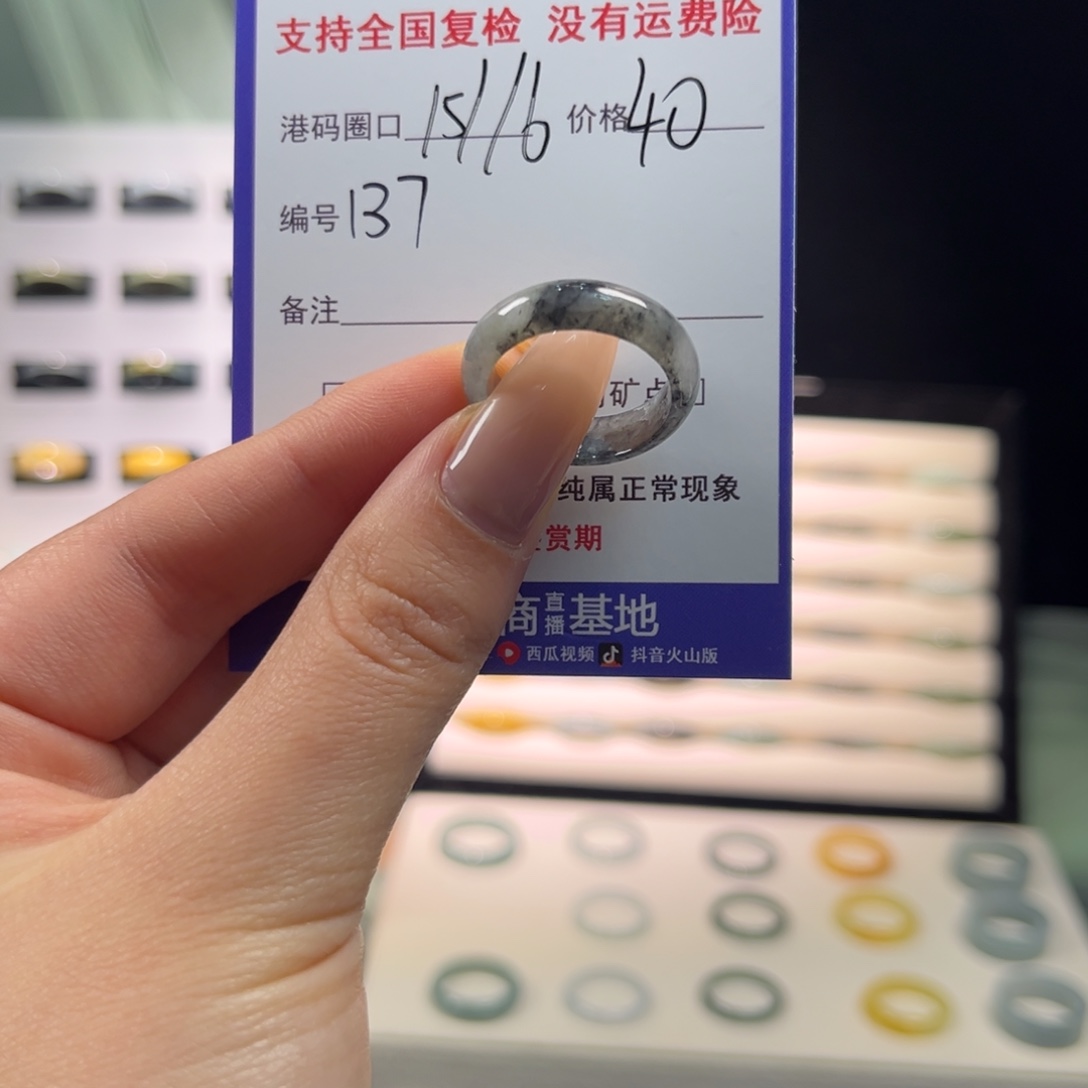 支持全国复检 没有运费险
港码圈口 15//6 价格 40
编号 137
备注
矿点
纯属正常现象
赏期
商直播基地
西瓜视频 抖音火山版